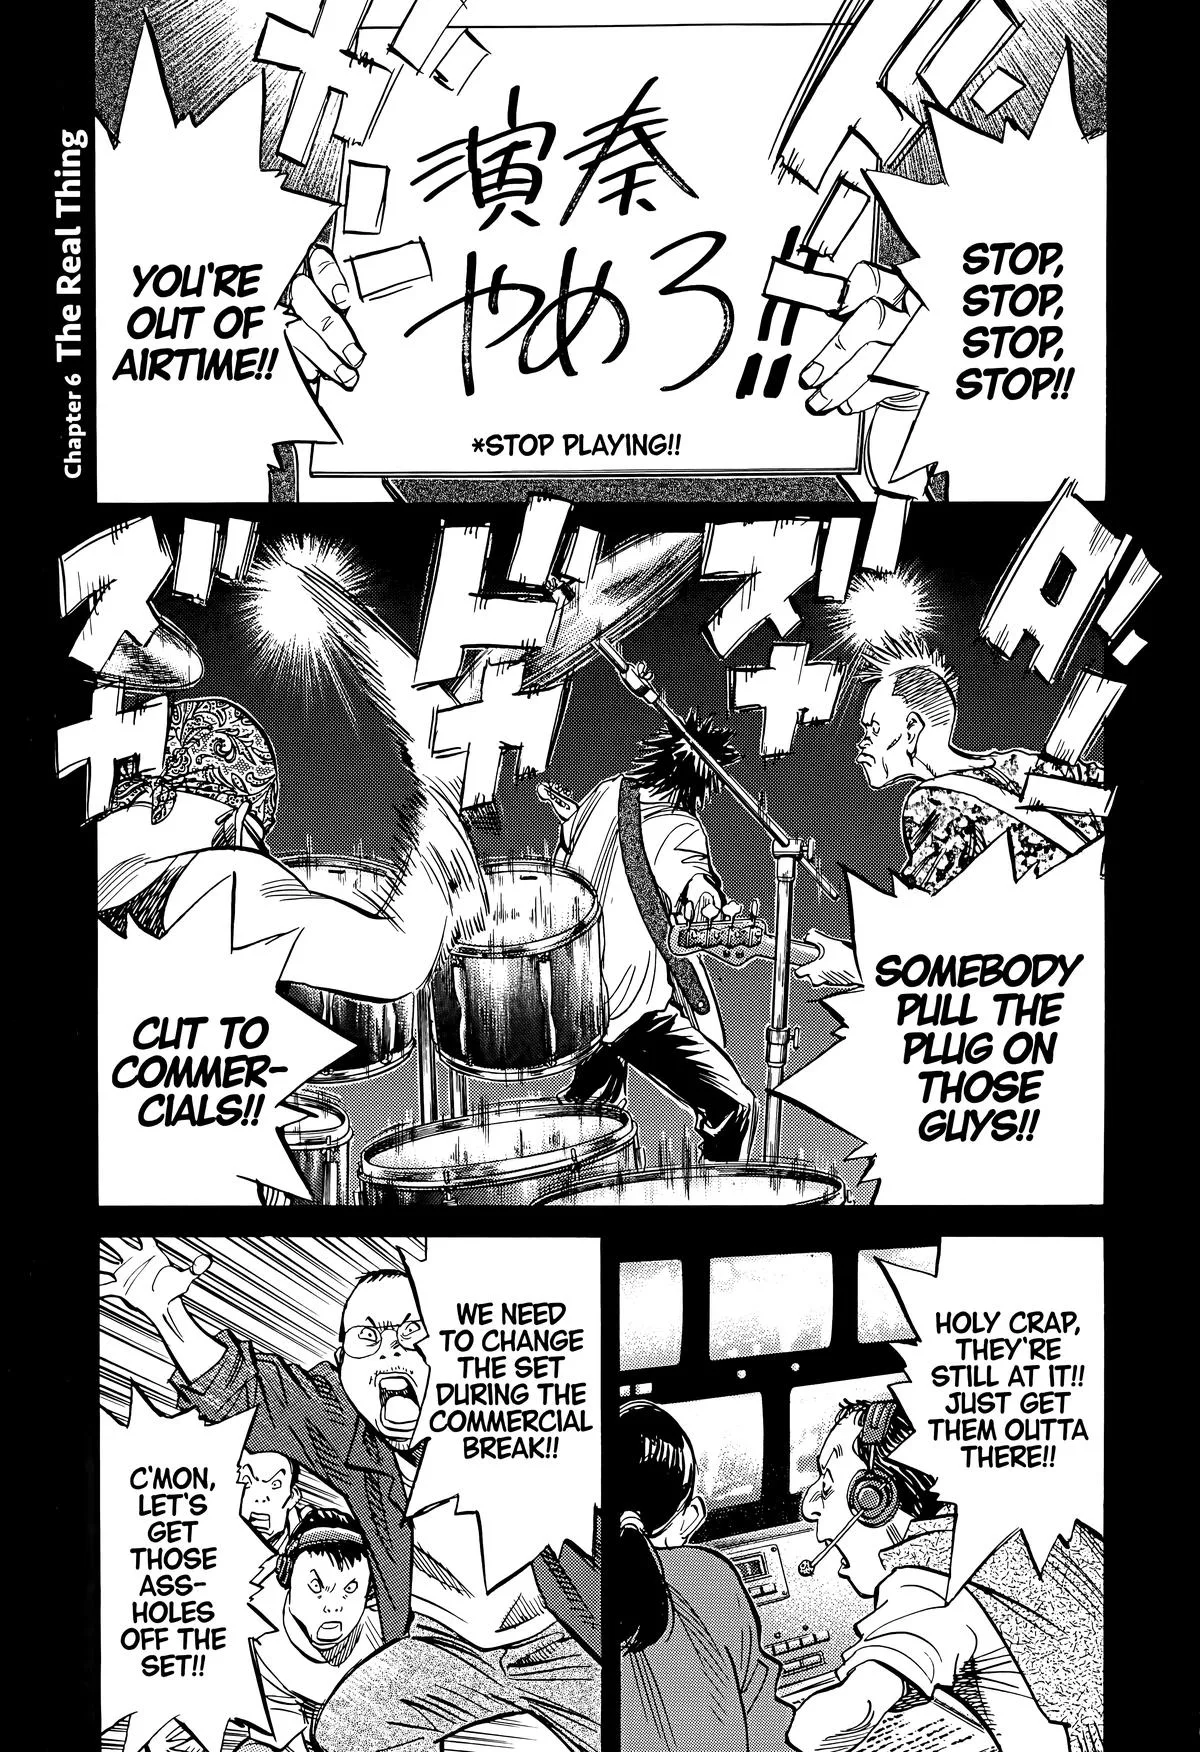 Chapter 6 The Real Thing
STOP,
STOP,
STOP,
STOP!!
演奏
やめろ!!
*STOP PLAYING!!
YOU'RE
OUT OF
AIRTIME!!
SOMEBODY
PULL THE
PLUG ON
THOSE
GUYS!!
CUT TO
COMMER-
CIALS!!
HOLY CRAP,
THEY'RE
STILL AT IT!!
JUST GET
THEM OUTTA
THERE!!
WE NEED
TO CHANGE
THE SET
DURING THE
COMMERCIAL
BREAK!!
C'MON,
LET'S
GET
THOSE
ASS-
HOLES
OFF THE
SET!!